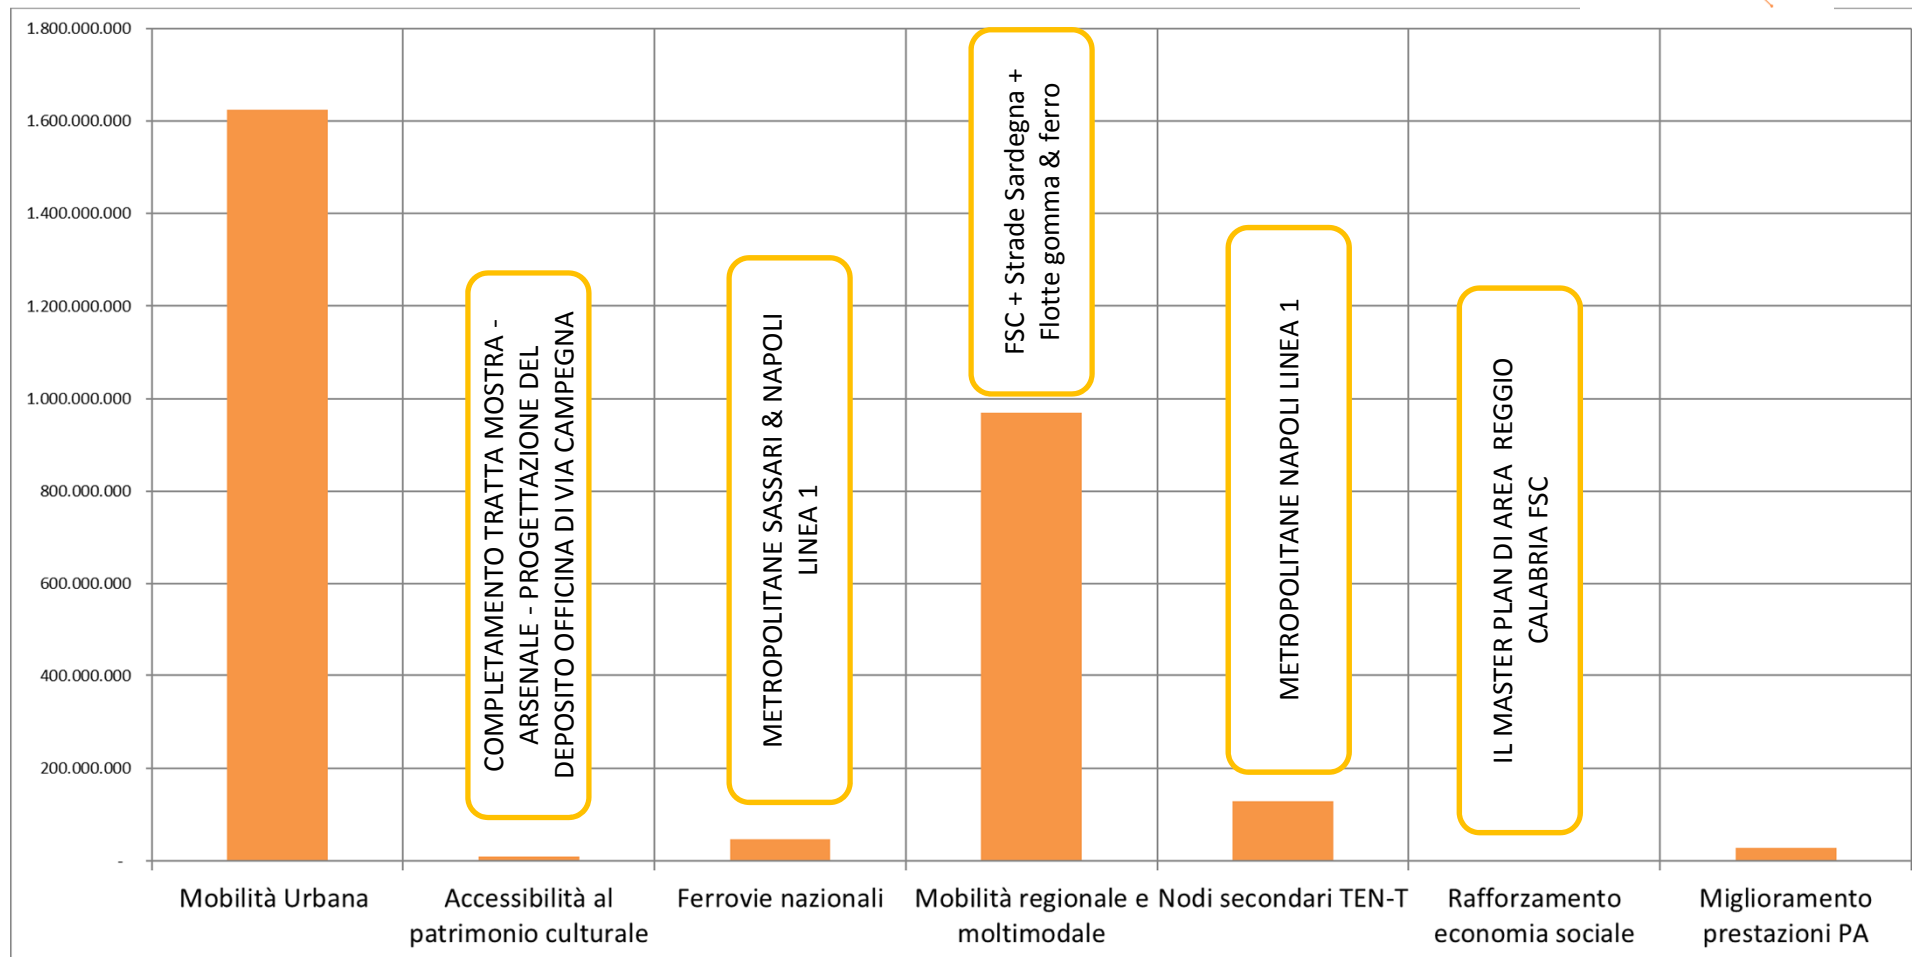 1.800.000.000
1.600.000.000
1.400.000.000
1.200.000.000
1.000.000.000
800.000.000
600.000.000
400.000.000
200.000.000
-
COMPLETAMENTO TRATTA MOSTRA -
ARSENALE - PROGETTAZIONE DEL
DEPOSITO OFFICINA DI VIA CAMPEGNA
METROPOLITANE SASSARI & NAPOLI
LINEA 1
FSC + Strade Sardegna +
Flotte gomma & ferro
METROPOLITANE NAPOLI LINEA 1
IL MASTER PLAN DI AREA REGGIO
CALABRIA FSC
Mobilità Urbana
Accessibilità al
patrimonio culturale
Ferrovie nazionali
Mobilità regionale e
moltimodale
Nodi secondari TEN-T
Rafforzamento
economia sociale
Miglioramento
prestazioni PA